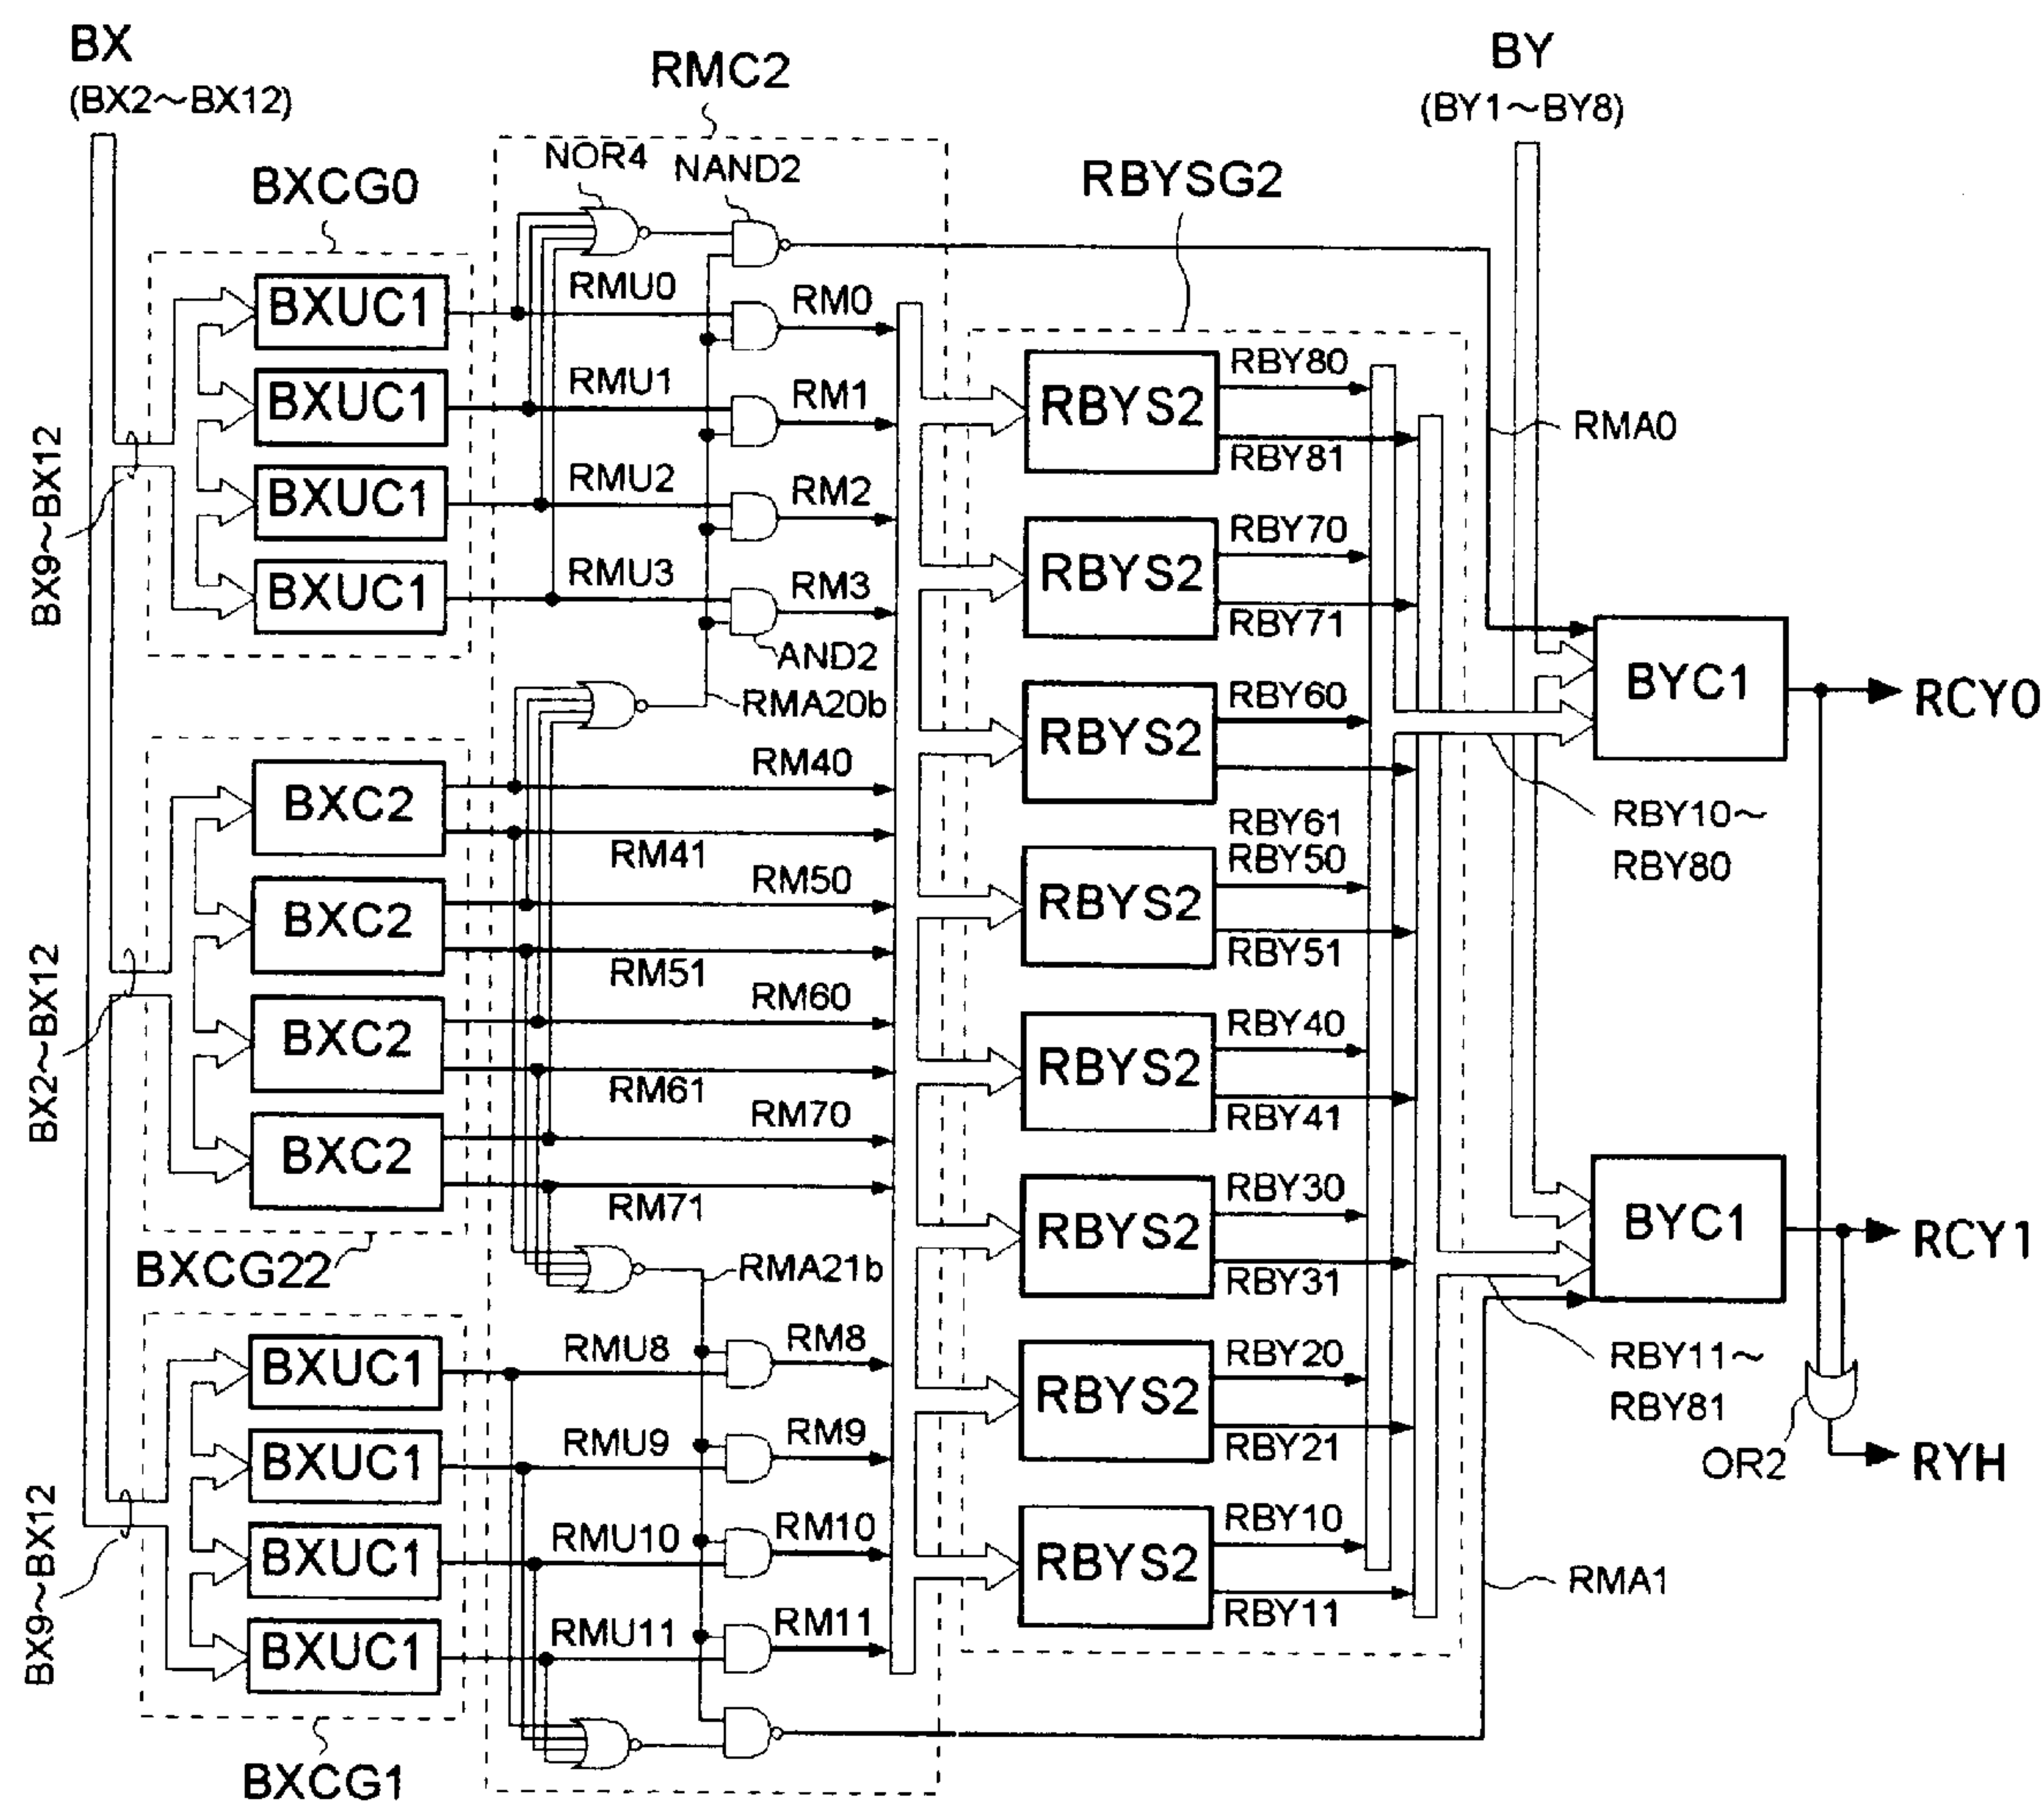 BX
(BX2～BX12)
RMC2
BY
(BY1～BY8)
NOR4
NAND2
BXCG0
RBYSG2
BXUC1
RMU0
RM0
BXUC1
RMU1
RM1
BXUC1
RMU2
RM2
BXUC1
RMU3
RM3
AND2
BX9～BX12
RMA20b
BXC2
RM40
RM41
BXC2
RM50
RM51
BXC2
RM60
RM61
BXC2
RM70
RM71
BX2～BX12
BXCG22
RMA21b
BXUC1
RMU8
RM8
BXUC1
RMU9
RM9
BXUC1
RMU10
RM10
BXUC1
RMU11
RM11
BX9～BX12
BXCG1
RBYS2
RBY80
RBY81
RBYS2
RBY70
RBY71
RBYS2
RBY60
RBY61
RBYS2
RBY50
RBY51
RBYS2
RBY40
RBY41
RBYS2
RBY30
RBY31
RBYS2
RBY20
RBY21
RBYS2
RBY10
RBY11
RMA0
BYC1
RCY0
RBY10～
RBY80
BYC1
RCY1
RBY11～
RBY81
OR2
RYH
RMA1